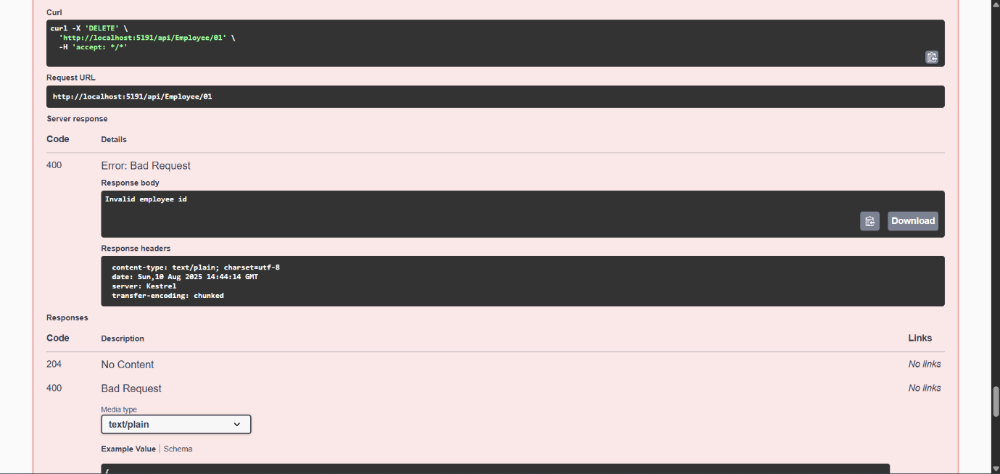 Curl
curl -X 'DELETE' \
'http://localhost:5191/api/Employee/01' \
-H 'accept: */*'
Request URL
http://localhost:5191/api/Employee/01
Server response
Code Details
400 Error: Bad Request
Response body
Invalid employee id
Download
Response headers
content-type: text/plain; charset=utf-8
date: Sun,10 Aug 2025 14:44:14 GMT
server: Kestrel
transfer-encoding: chunked
Responses
Code Description Links
204 No Content No links
400 Bad Request No links
Media type
text/plain
Example Value Schema
{